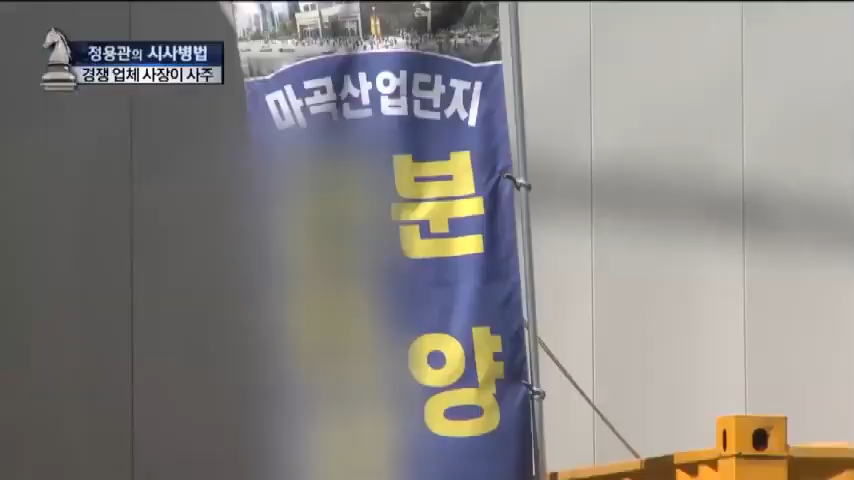 정용관의 시사병법
경쟁 업체 사장이 사주
마곡산업단지
분
양